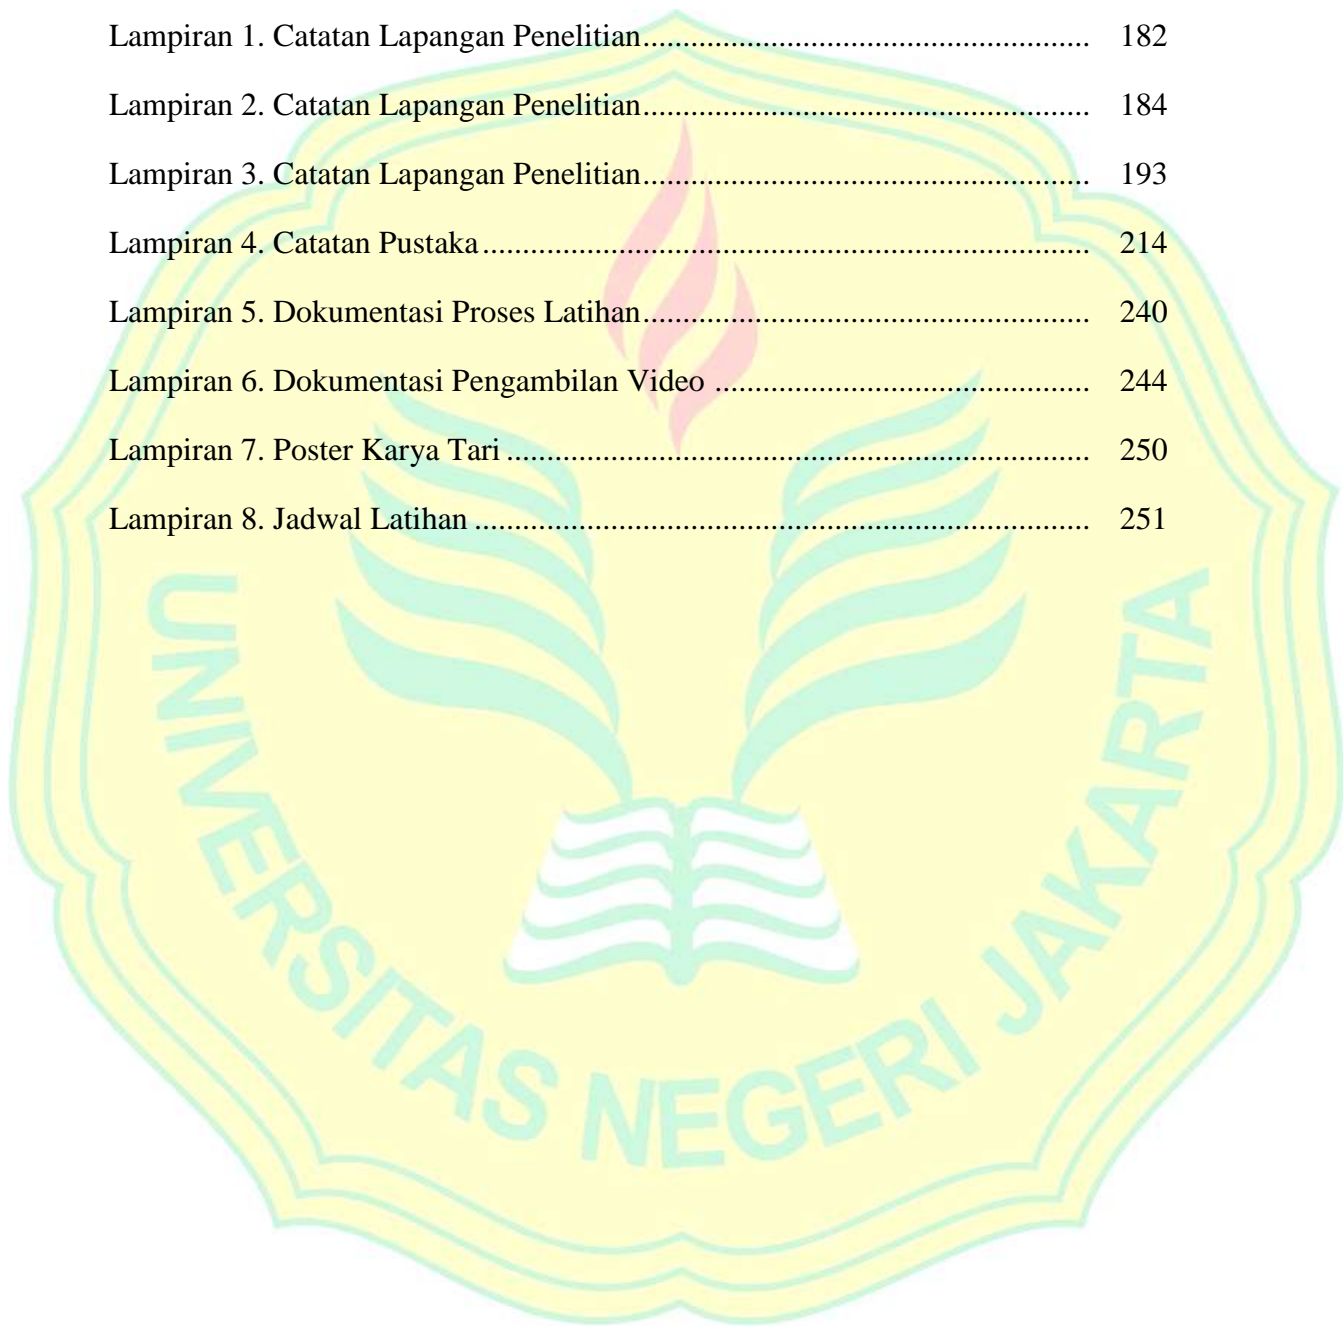 Lampiran 1. Catatan Lapangan Penelitian........................................................ 182
Lampiran 2. Catatan Lapangan Penelitian........................................................ 184
Lampiran 3. Catatan Lapangan Penelitian........................................................ 193
Lampiran 4. Catatan Pustaka............................................................................ 214
Lampiran 5. Dokumentasi Proses Latihan........................................................ 240
Lampiran 6. Dokumentasi Pengambilan Video ............................................... 244
Lampiran 7. Poster Karya Tari ......................................................................... 250
Lampiran 8. Jadwal Latihan ............................................................................. 251
UNIVERSITAS NEGERI JAKARTA